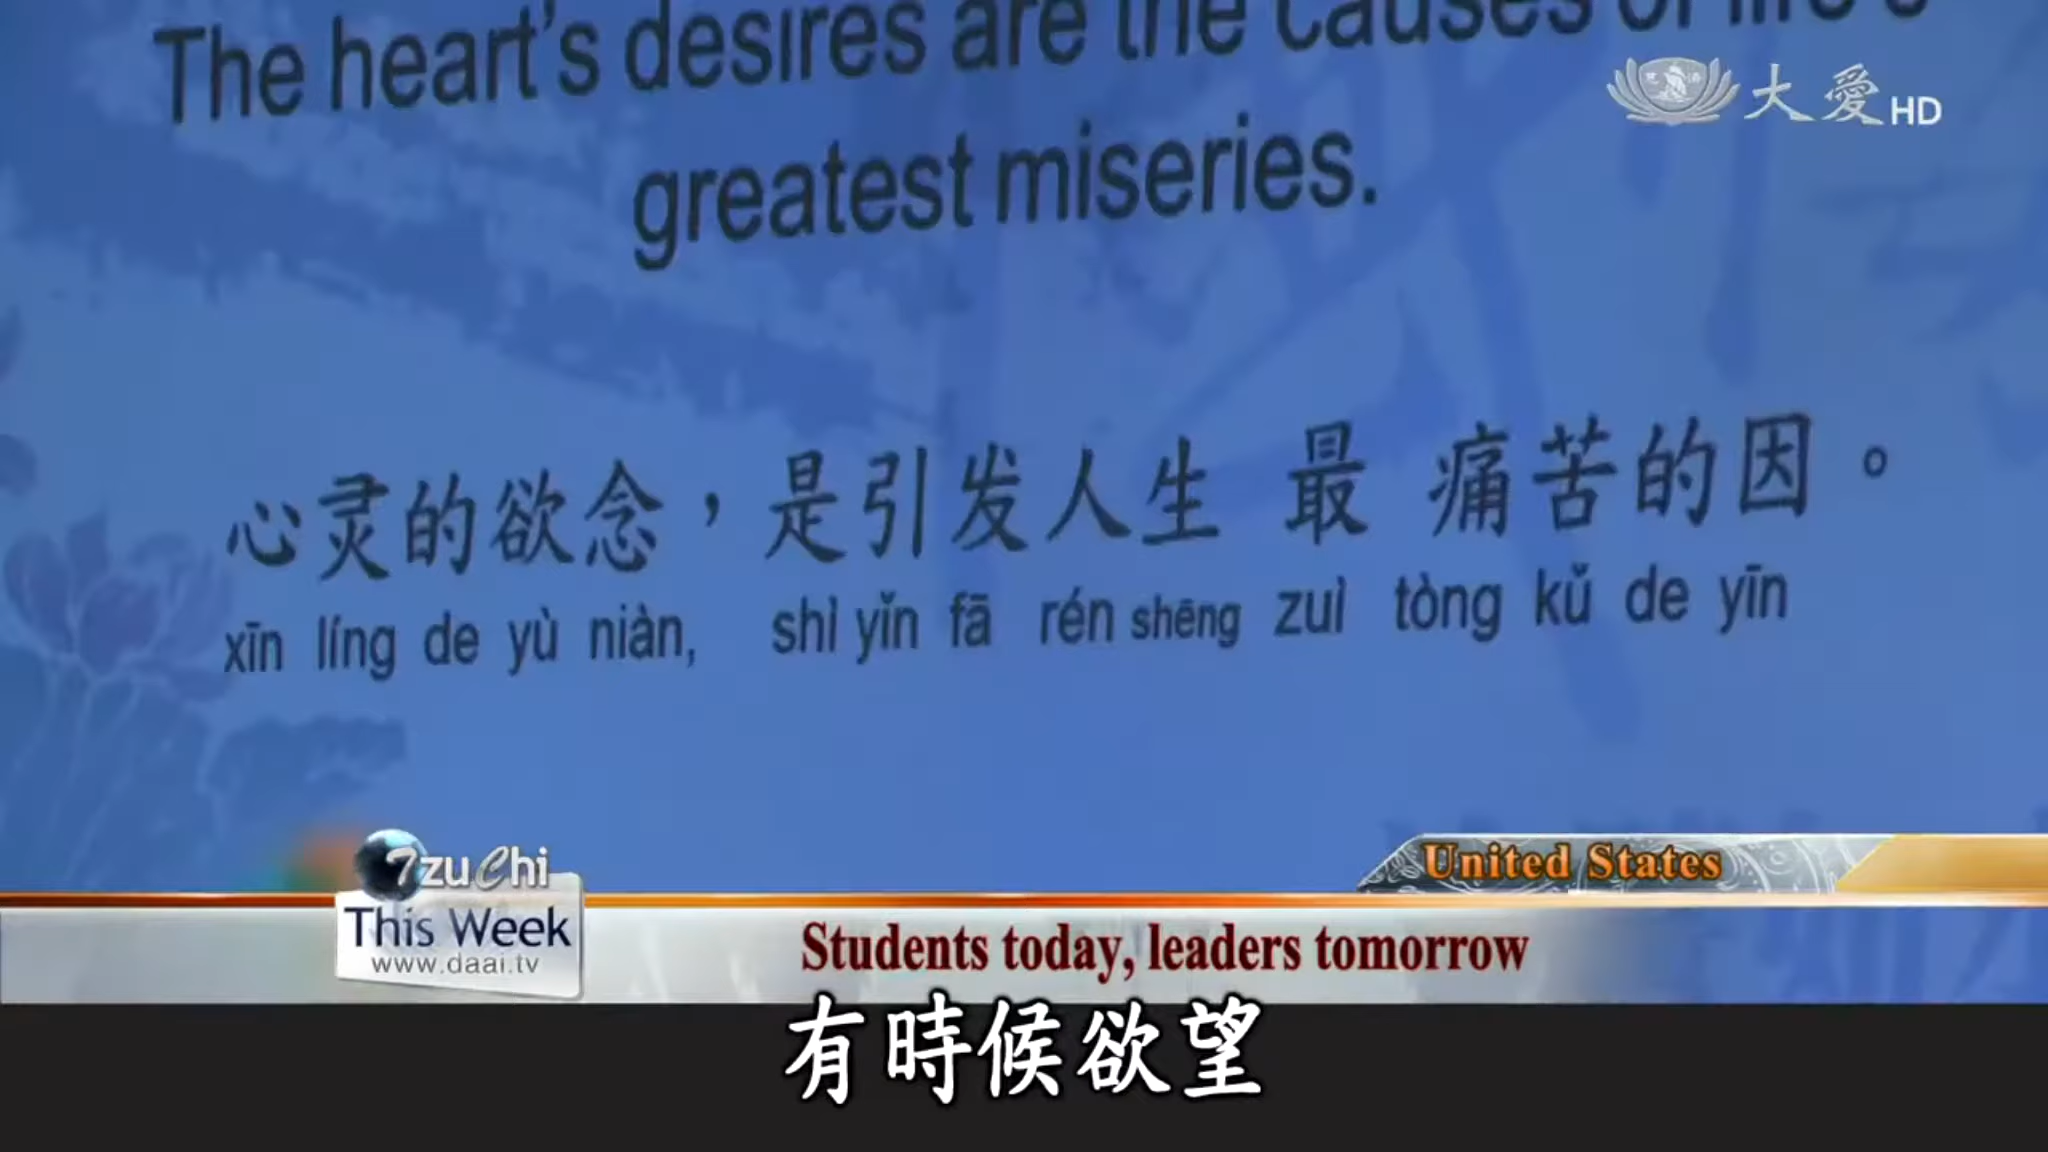 The heart's desires are the causes of life's
greatest miseries.
大愛HD
心灵的欲念，是引发人生 最 痛苦的因。
xīn líng de yù niàn, shì yǐn fā rén shēng zuì tòng kǔ de yīn
Tzu Chi
This Week
www.daai.tv
United States
Students today, leaders tomorrow
有時候欲望